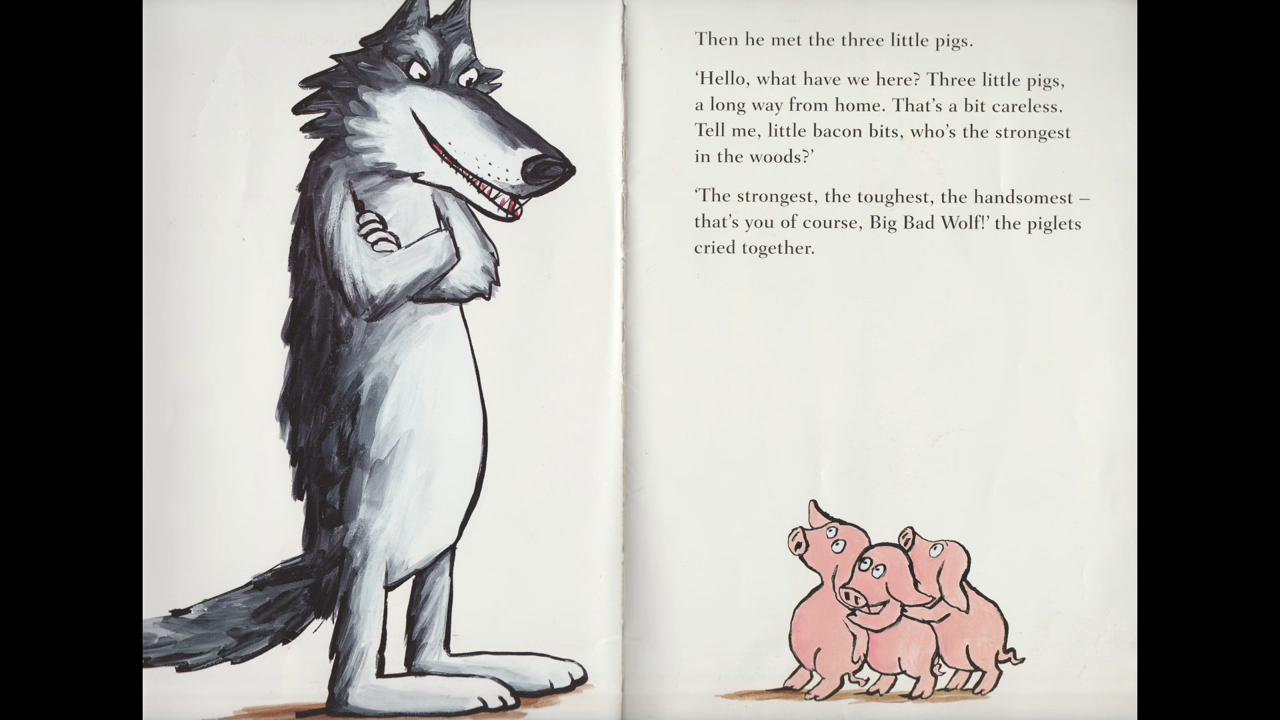 Then he met the three little pigs.
‘Hello, what have we here? Three little pigs,
a long way from home. That’s a bit careless.
Tell me, little bacon bits, who’s the strongest
in the woods?’
‘The strongest, the toughest, the handsomest –
that’s you of course, Big Bad Wolf!’ the piglets
cried together.